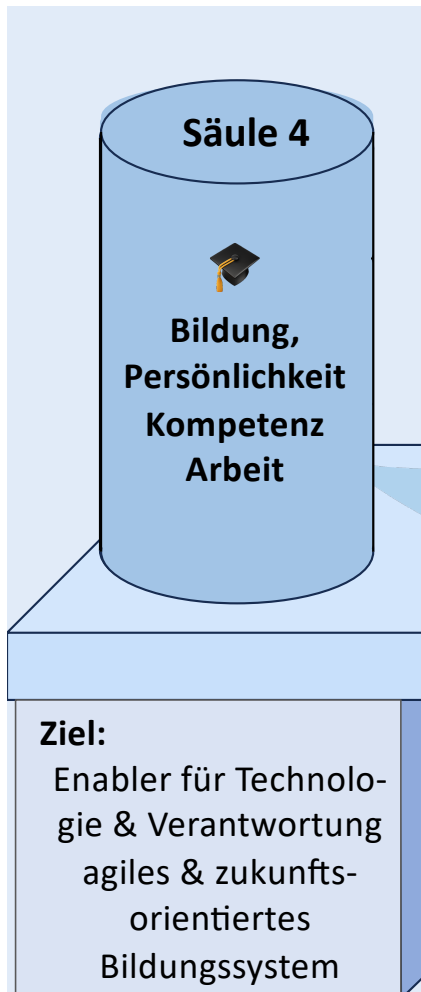 Säule 4
Bildung,
Persönlichkeit
Kompetenz
Arbeit
Ziel:
Enabler für Technolo-
gie & Verantwortung
agiles & zukunfts-
orientiertes
Bildungssystem